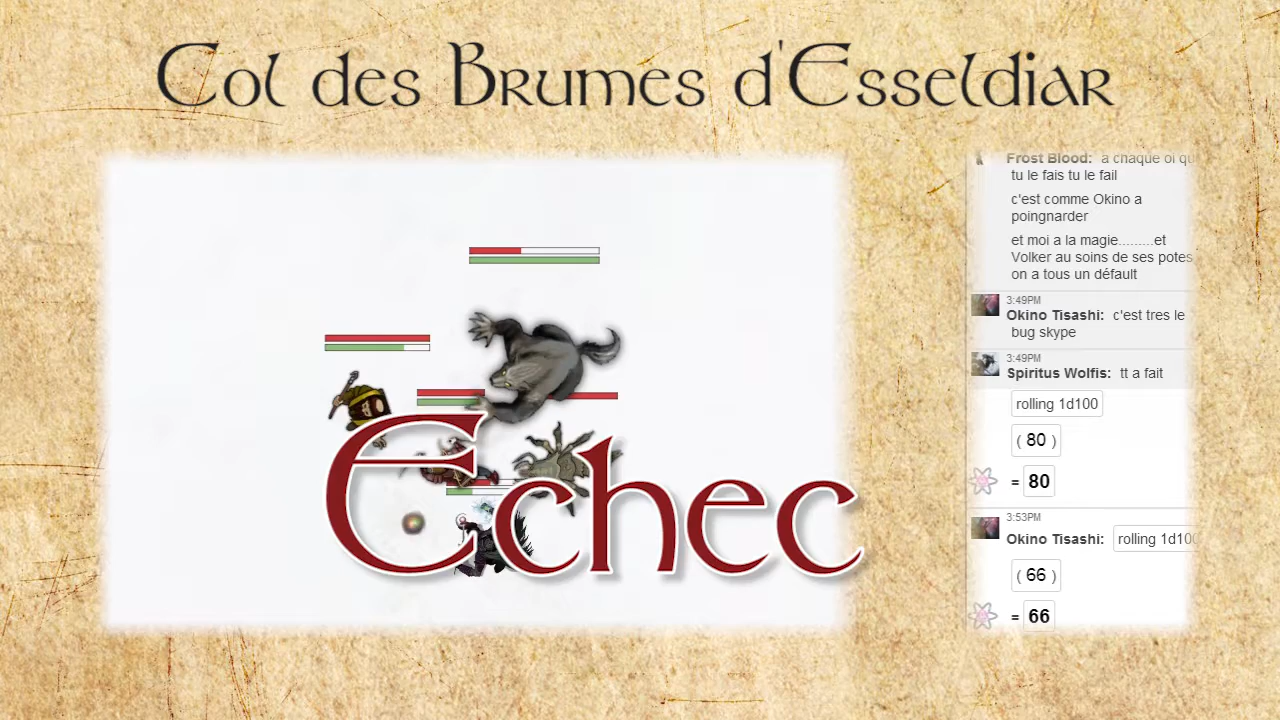 Col des Brumes d'Esseldiar
Frost Blood: a chaque oi qu
tu le fais tu le fail
c'est comme Okino a
poingnarder
et moi a la magie.........et
Volker au soins de ses potes
on a tous un défault
3:49PM
Okino Tisashi: c'est tres le
bug skype
3:49PM
Spiritus Wolfis: tt a fait
rolling 1d100
( 80 )
= 80
3:53PM
Okino Tisashi: rolling 1d100
( 66 )
= 66
Echec